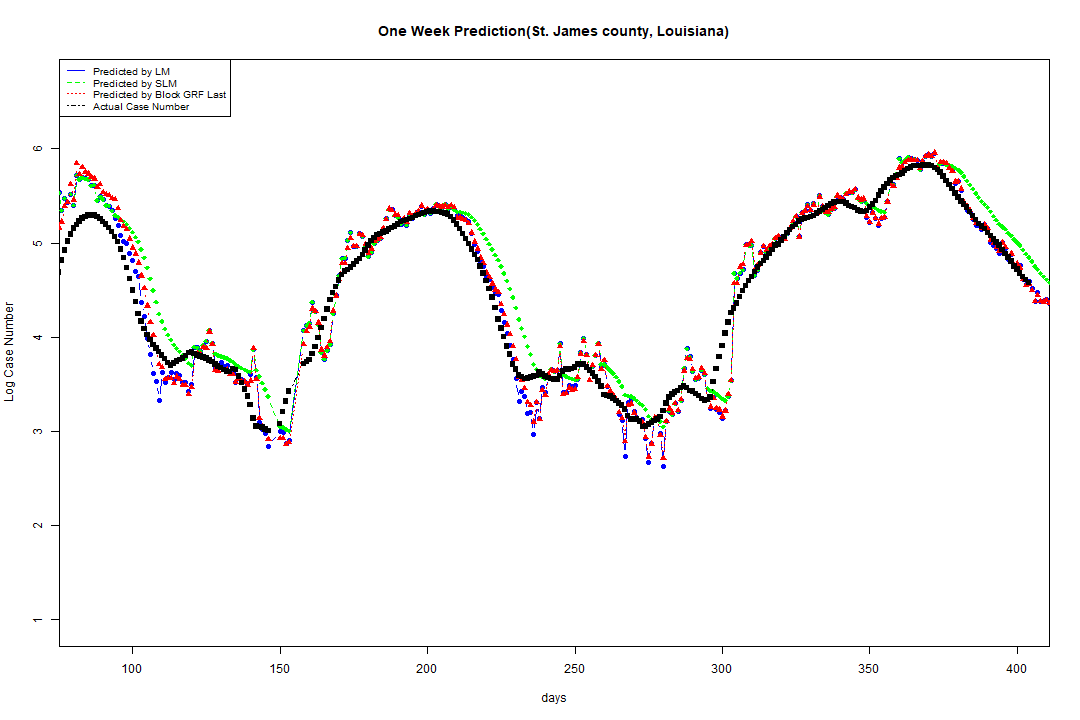 One Week Prediction(St. James county, Louisiana)
Predicted by LM
Predicted by SLM
Predicted by Block GRF Last
Actual Case Number
6
5
4
3
2
1
Log Case Number
100 150 200 250 300 350 400
days